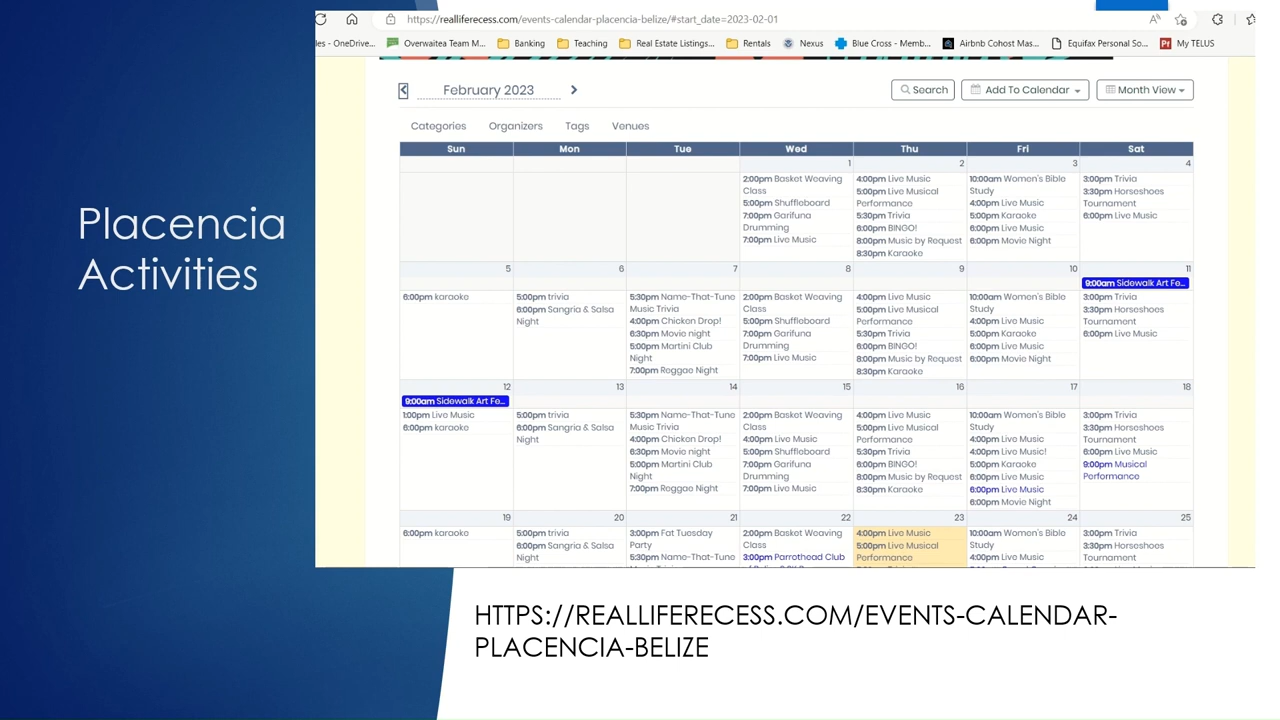 https://realliferecess.com/events-calendar-placencia-belize/#start_date=2023-02-01
les - OneDrive... Overwaitea Team M... Banking Teaching Real Estate Listings... Rentals Nexus Blue Cross - Memb... Airbnb Cohost Mas... Equifax Personal So... My TELUS
February 2023 Search Add To Calendar Month View
Categories Organizers Tags Venues
Placencia
Activities
Sun Mon Tue Wed Thu Fri Sat
1
2:00pm Basket Weaving
Class
5:00pm Shuffleboard
7:00pm Garifuna
Drumming
7:00pm Live Music
2
4:00pm Live Music
5:00pm Live Musical
Performance
5:30pm Trivia
6:00pm BINGO!
8:00pm Music by Request
8:30pm Karaoke
3
10:00am Women's Bible
Study
4:00pm Live Music
5:00pm Karaoke
6:00pm Live Music
6:00pm Movie Night
4
3:00pm Trivia
3:30pm Horseshoes
Tournament
6:00pm Live Music
5
6:00pm karaoke
6
5:00pm trivia
6:00pm Sangria & Salsa
Night
7
5:30pm Name-That-Tune
Music Trivia
4:00pm Chicken Drop!
6:30pm Movie night
5:00pm Martini Club
Night
7:00pm Reggae Night
8
2:00pm Basket Weaving
Class
5:00pm Shuffleboard
7:00pm Garifuna
Drumming
7:00pm Live Music
9
4:00pm Live Music
5:00pm Live Musical
Performance
5:30pm Trivia
6:00pm BINGO!
8:00pm Music by Request
8:30pm Karaoke
10
10:00am Women's Bible
Study
4:00pm Live Music
5:00pm Karaoke
6:00pm Live Music
6:00pm Movie Night
11
9:00am Sidewalk Art Fe...
3:00pm Trivia
3:30pm Horseshoes
Tournament
6:00pm Live Music
12
9:00am Sidewalk Art Fe...
1:00pm Live Music
6:00pm karaoke
13
5:00pm trivia
6:00pm Sangria & Salsa
Night
14
5:30pm Name-That-Tune
Music Trivia
4:00pm Chicken Drop!
6:30pm Movie night
5:00pm Martini Club
Night
7:00pm Reggae Night
15
2:00pm Basket Weaving
Class
4:00pm Live Music
5:00pm Shuffleboard
7:00pm Garifuna
Drumming
7:00pm Live Music
16
4:00pm Live Music
5:00pm Live Musical
Performance
5:30pm Trivia
6:00pm BINGO!
8:00pm Music by Request
8:30pm Karaoke
17
10:00am Women's Bible
Study
4:00pm Live Music
4:00pm Live Music!
5:00pm Karaoke
6:00pm Live Music
6:00pm Live Music
6:00pm Movie Night
18
3:00pm Trivia
3:30pm Horseshoes
Tournament
6:00pm Live Music
9:00pm Musical
Performance
19
6:00pm karaoke
20
5:00pm trivia
6:00pm Sangria & Salsa
Night
21
3:00pm Fat Tuesday
Party
5:30pm Name-That-Tune
22
2:00pm Basket Weaving
Class
3:00pm Parrothead Club
23
4:00pm Live Music
5:00pm Live Musical
Performance
24
10:00am Women's Bible
Study
4:00pm Live Music
25
3:00pm Trivia
3:30pm Horseshoes
Tournament
HTTPS://REALLIFERECESS.COM/EVENTS-CALENDAR-
PLACENCIA-BELIZE